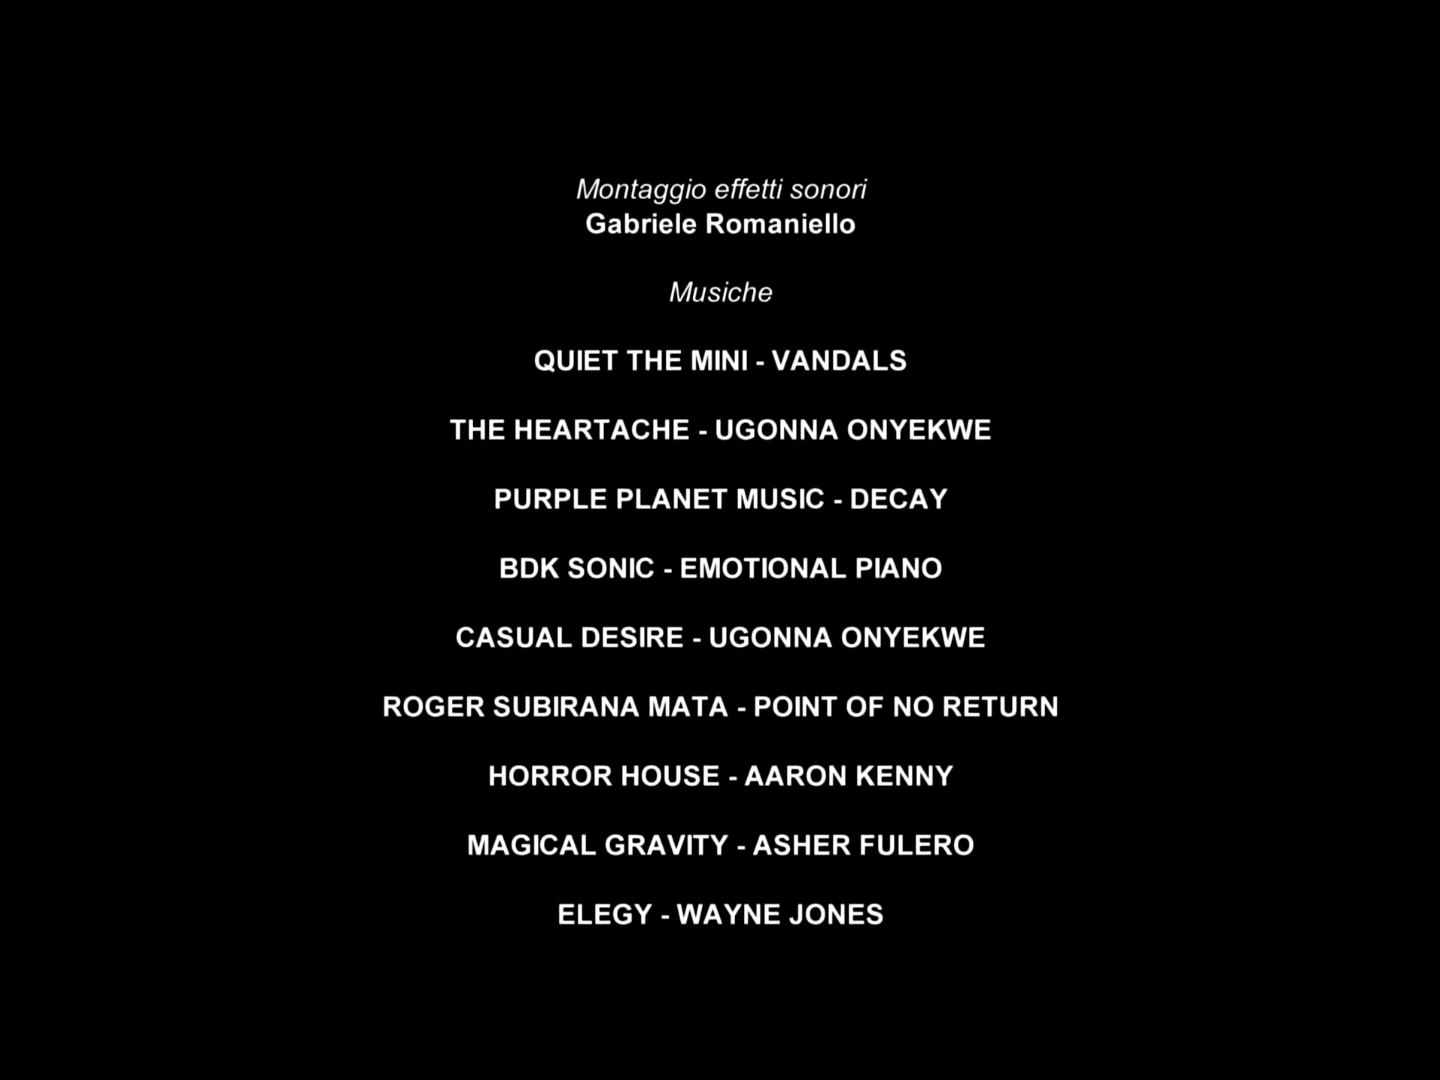 Montaggio effetti sonori
Gabriele Romaniello
Musiche
QUIET THE MINI - VANDALS
THE HEARTACHE - UGONNA ONYEKWE
PURPLE PLANET MUSIC - DECAY
BDK SONIC - EMOTIONAL PIANO
CASUAL DESIRE - UGONNA ONYEKWE
ROGER SUBIRANA MATA - POINT OF NO RETURN
HORROR HOUSE - AARON KENNY
MAGICAL GRAVITY - ASHER FULERO
ELEGY - WAYNE JONES